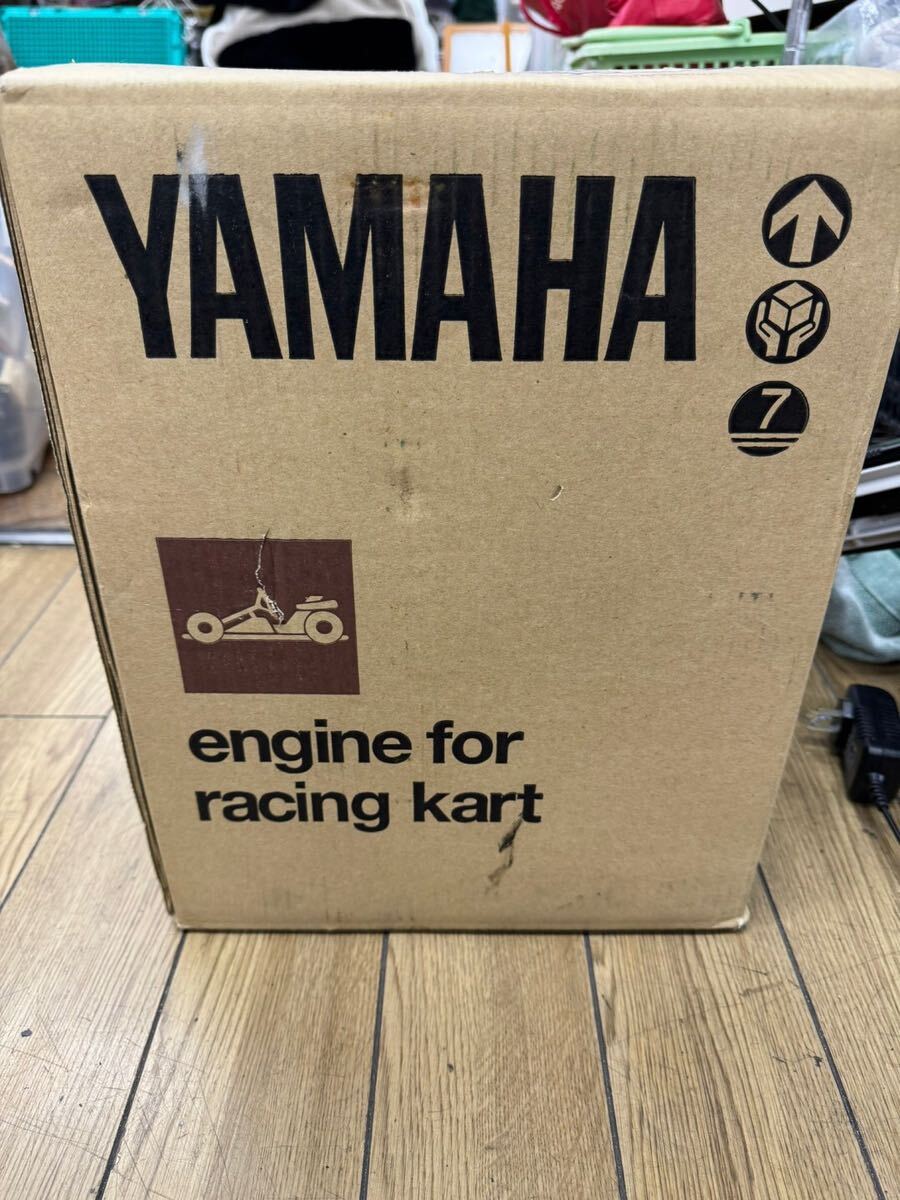 YAMAHA
7
engine for
racing kart